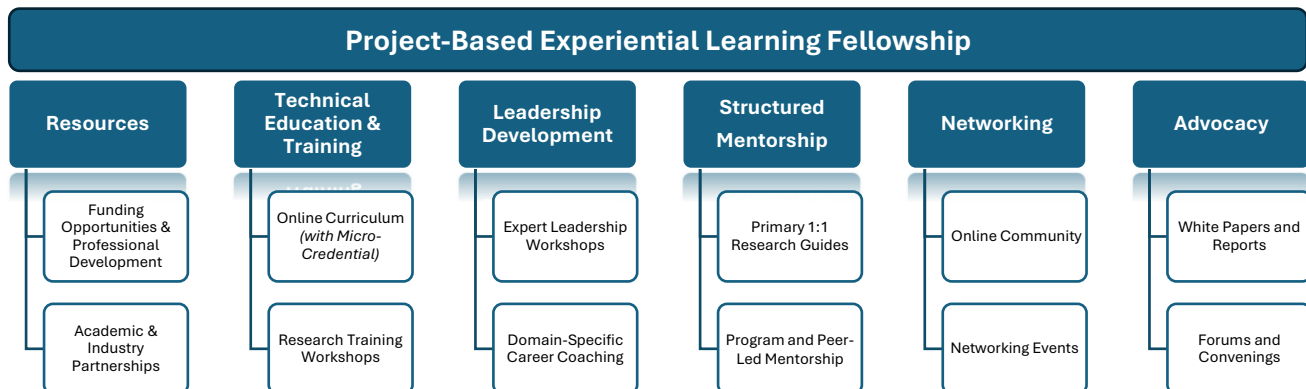 Project-Based Experiential Learning Fellowship
Resources
Funding
Opportunities &
Professional
Development
Academic &
Industry
Partnerships
Technical
Education &
Training
Online Curriculum
(with Micro-
Credential)
Research Training
Workshops
Leadership
Development
Expert Leadership
Workshops
Domain-Specific
Career Coaching
Structured
Mentorship
Primary 1:1
Research Guides
Program and Peer-
Led Mentorship
Networking
Online Community
Networking Events
Advocacy
White Papers and
Reports
Forums and
Convenings